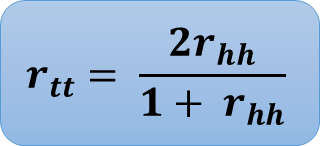 r_tt = 2r_hh / (1 + r_hh)